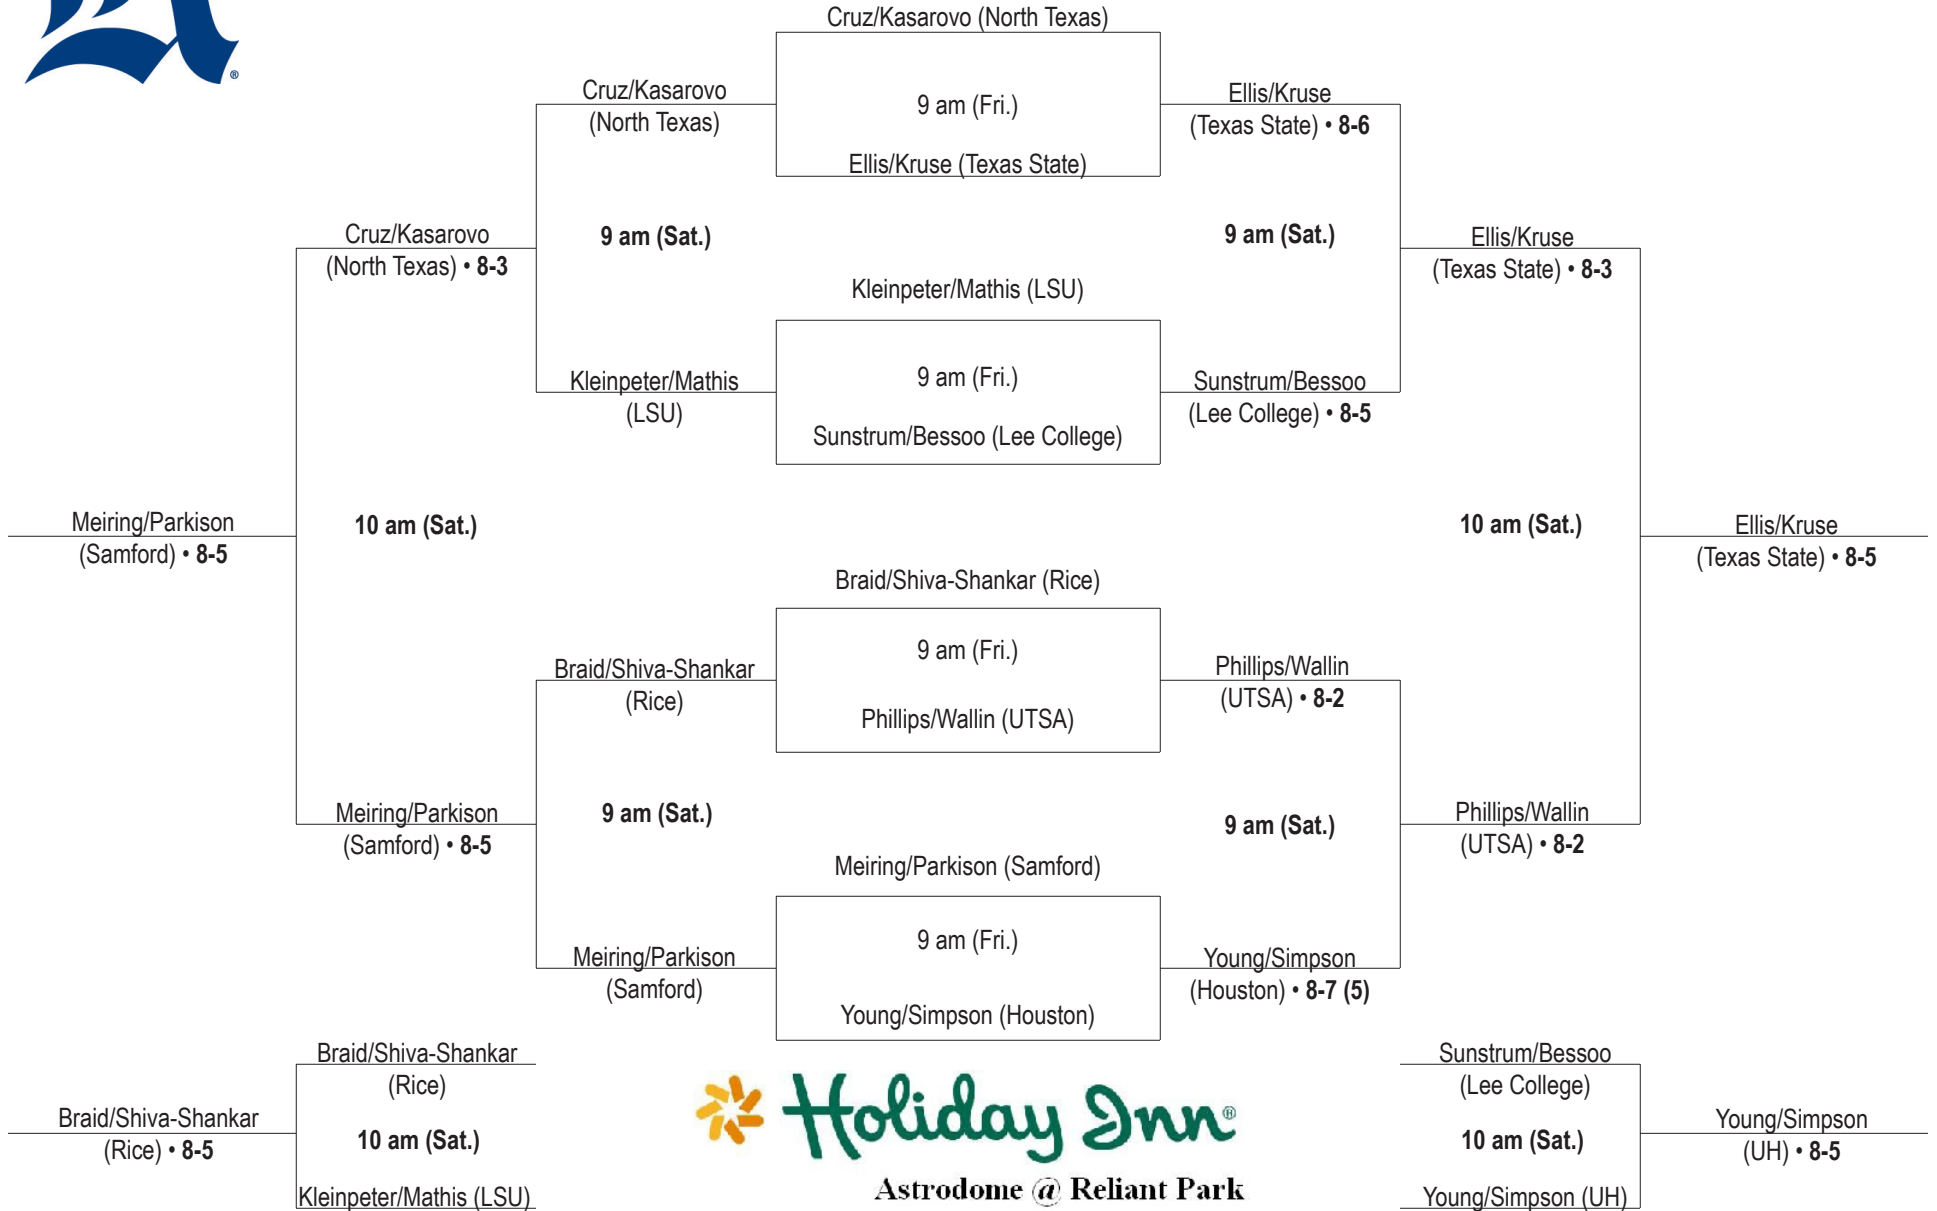 Cruz/Kasarovo (North Texas)
Cruz/Kasarovo
(North Texas)
9 am (Fri.)
Ellis/Kruse
(Texas State) • 8-6
Ellis/Kruse (Texas State)
Cruz/Kasarovo
(North Texas) • 8-3
9 am (Sat.)
9 am (Sat.)
Ellis/Kruse
(Texas State) • 8-3
Kleinpeter/Mathis (LSU)
Kleinpeter/Mathis
(LSU)
9 am (Fri.)
Sunstrum/Bessoo
(Lee College) • 8-5
Sunstrum/Bessoo (Lee College)
Meiring/Parkison
(Samford) • 8-5
10 am (Sat.)
10 am (Sat.)
Ellis/Kruse
(Texas State) • 8-5
Braid/Shiva-Shankar (Rice)
Braid/Shiva-Shankar
(Rice)
9 am (Fri.)
Phillips/Wallin
(UTSA) • 8-2
Phillips/Wallin (UTSA)
Meiring/Parkison
(Samford) • 8-5
9 am (Sat.)
9 am (Sat.)
Phillips/Wallin
(UTSA) • 8-2
Meiring/Parkison (Samford)
Meiring/Parkison
(Samford)
9 am (Fri.)
Young/Simpson
(Houston) • 8-7 (5)
Young/Simpson (Houston)
Braid/Shiva-Shankar
(Rice)
Braid/Shiva-Shankar
(Rice) • 8-5
10 am (Sat.)
Kleinpeter/Mathis (LSU)
Holiday Inn®
Astrodome @ Reliant Park
Sunstrum/Bessoo
(Lee College)
10 am (Sat.)
Young/Simpson
(UH) • 8-5
Young/Simpson (UH)